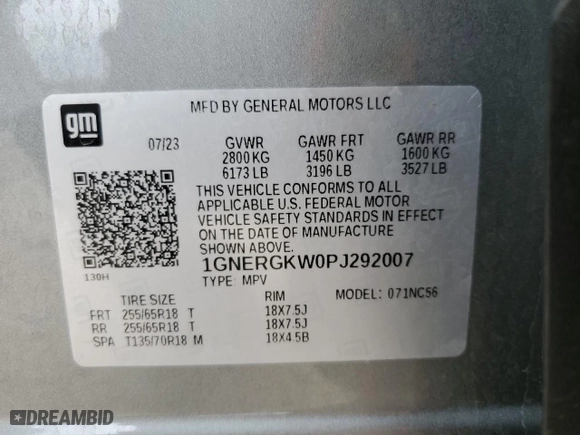 gm
MFD BY GENERAL MOTORS LLC
07/23 GVWR GAWR FRT GAWR RR
2800 KG 1450 KG 1600 KG
6173 LB 3196 LB 3527 LB
THIS VEHICLE CONFORMS TO ALL
APPLICABLE U.S. FEDERAL MOTOR
VEHICLE SAFETY STANDARDS IN EFFECT
ON THE DATE OF MANUFACTURE
SHOWN ABOVE.
130H
1GNERGKW0PJ292007
TYPE: MPV MODEL: 071NC56
TIRE SIZE RIM
FRT 255/65R18 T 18X7.5J
RR 255/65R18 T 18X7.5J
SPA T135/70R18 M 18X4.5B
DREAMBID